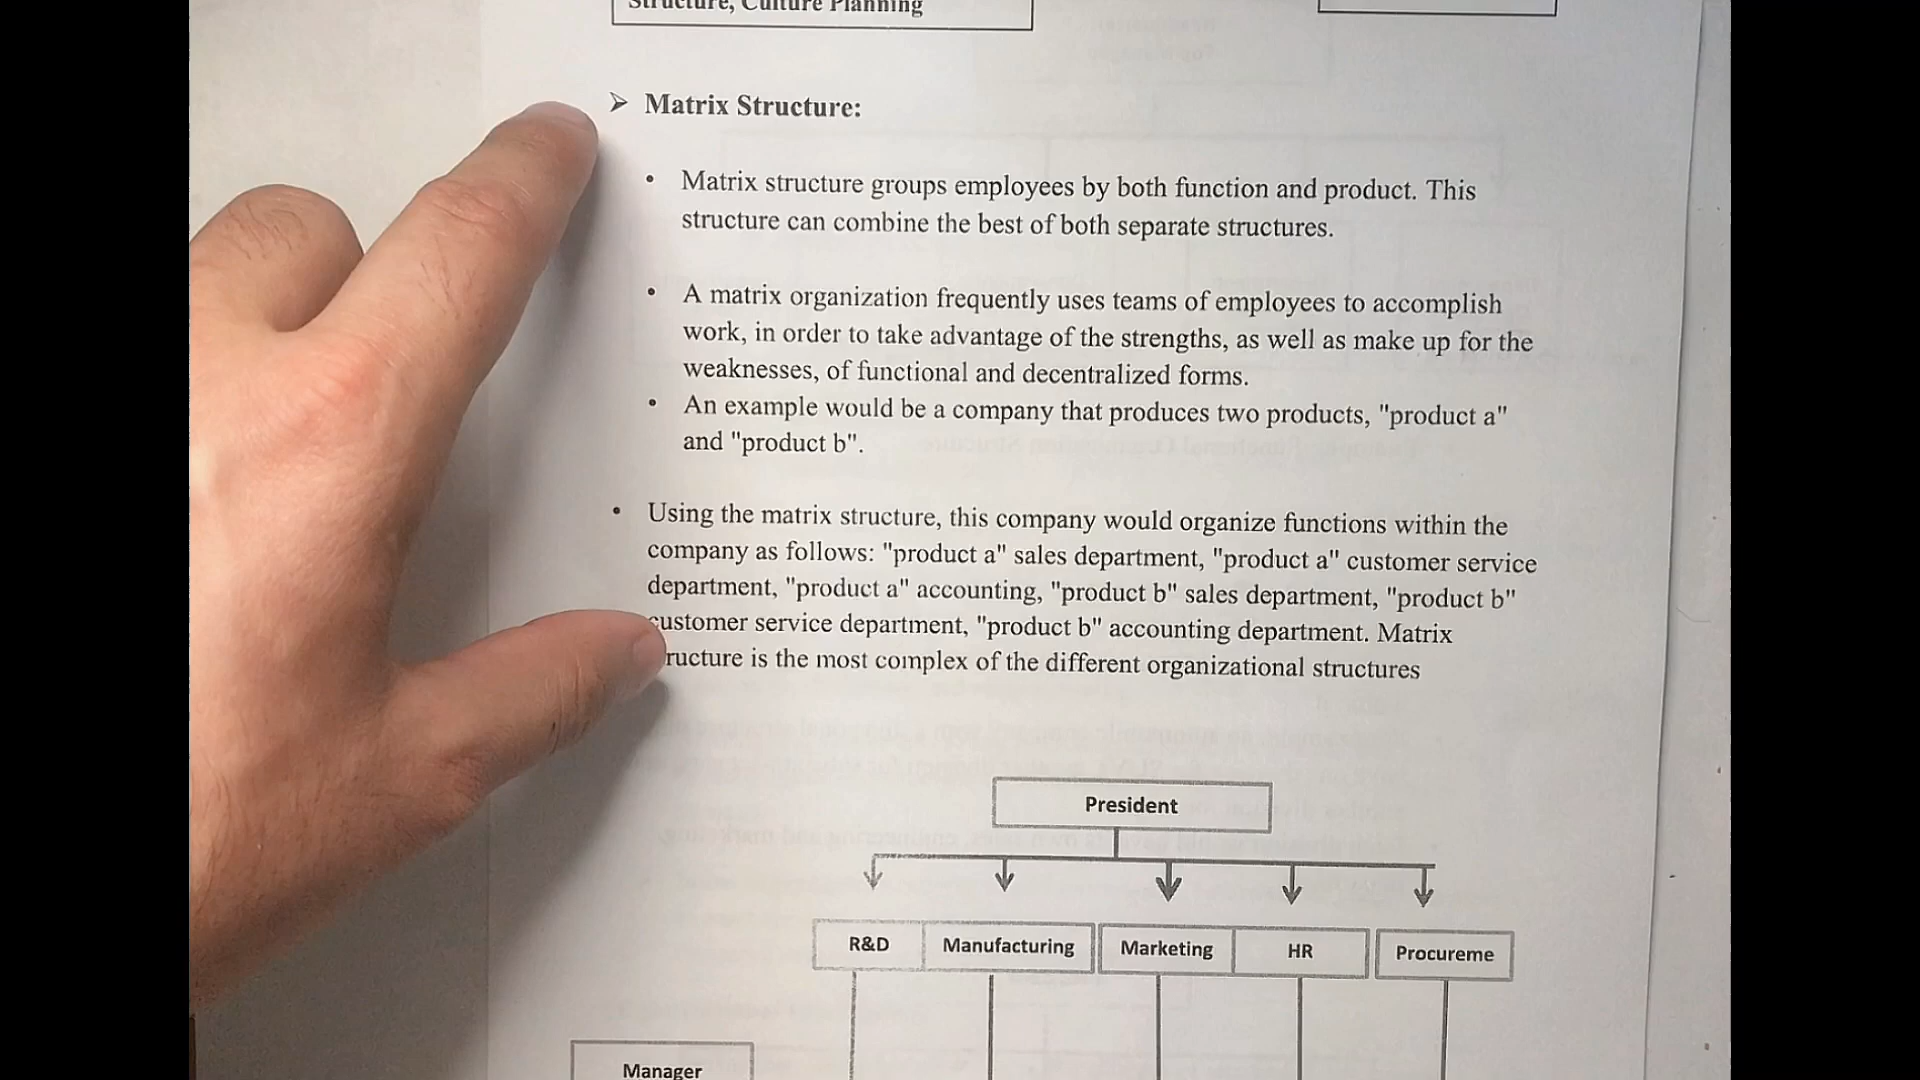 Structure, Culture Planning
➢ Matrix Structure:
• Matrix structure groups employees by both function and product. This
structure can combine the best of both separate structures.
• A matrix organization frequently uses teams of employees to accomplish
work, in order to take advantage of the strengths, as well as make up for the
weaknesses, of functional and decentralized forms.
• An example would be a company that produces two products, "product a"
and "product b".
• Using the matrix structure, this company would organize functions within the
company as follows: "product a" sales department, "product a" customer service
department, "product a" accounting, "product b" sales department, "product b"
customer service department, "product b" accounting department. Matrix
ructure is the most complex of the different organizational structures
President
R&D Manufacturing Marketing HR Procureme
Manager